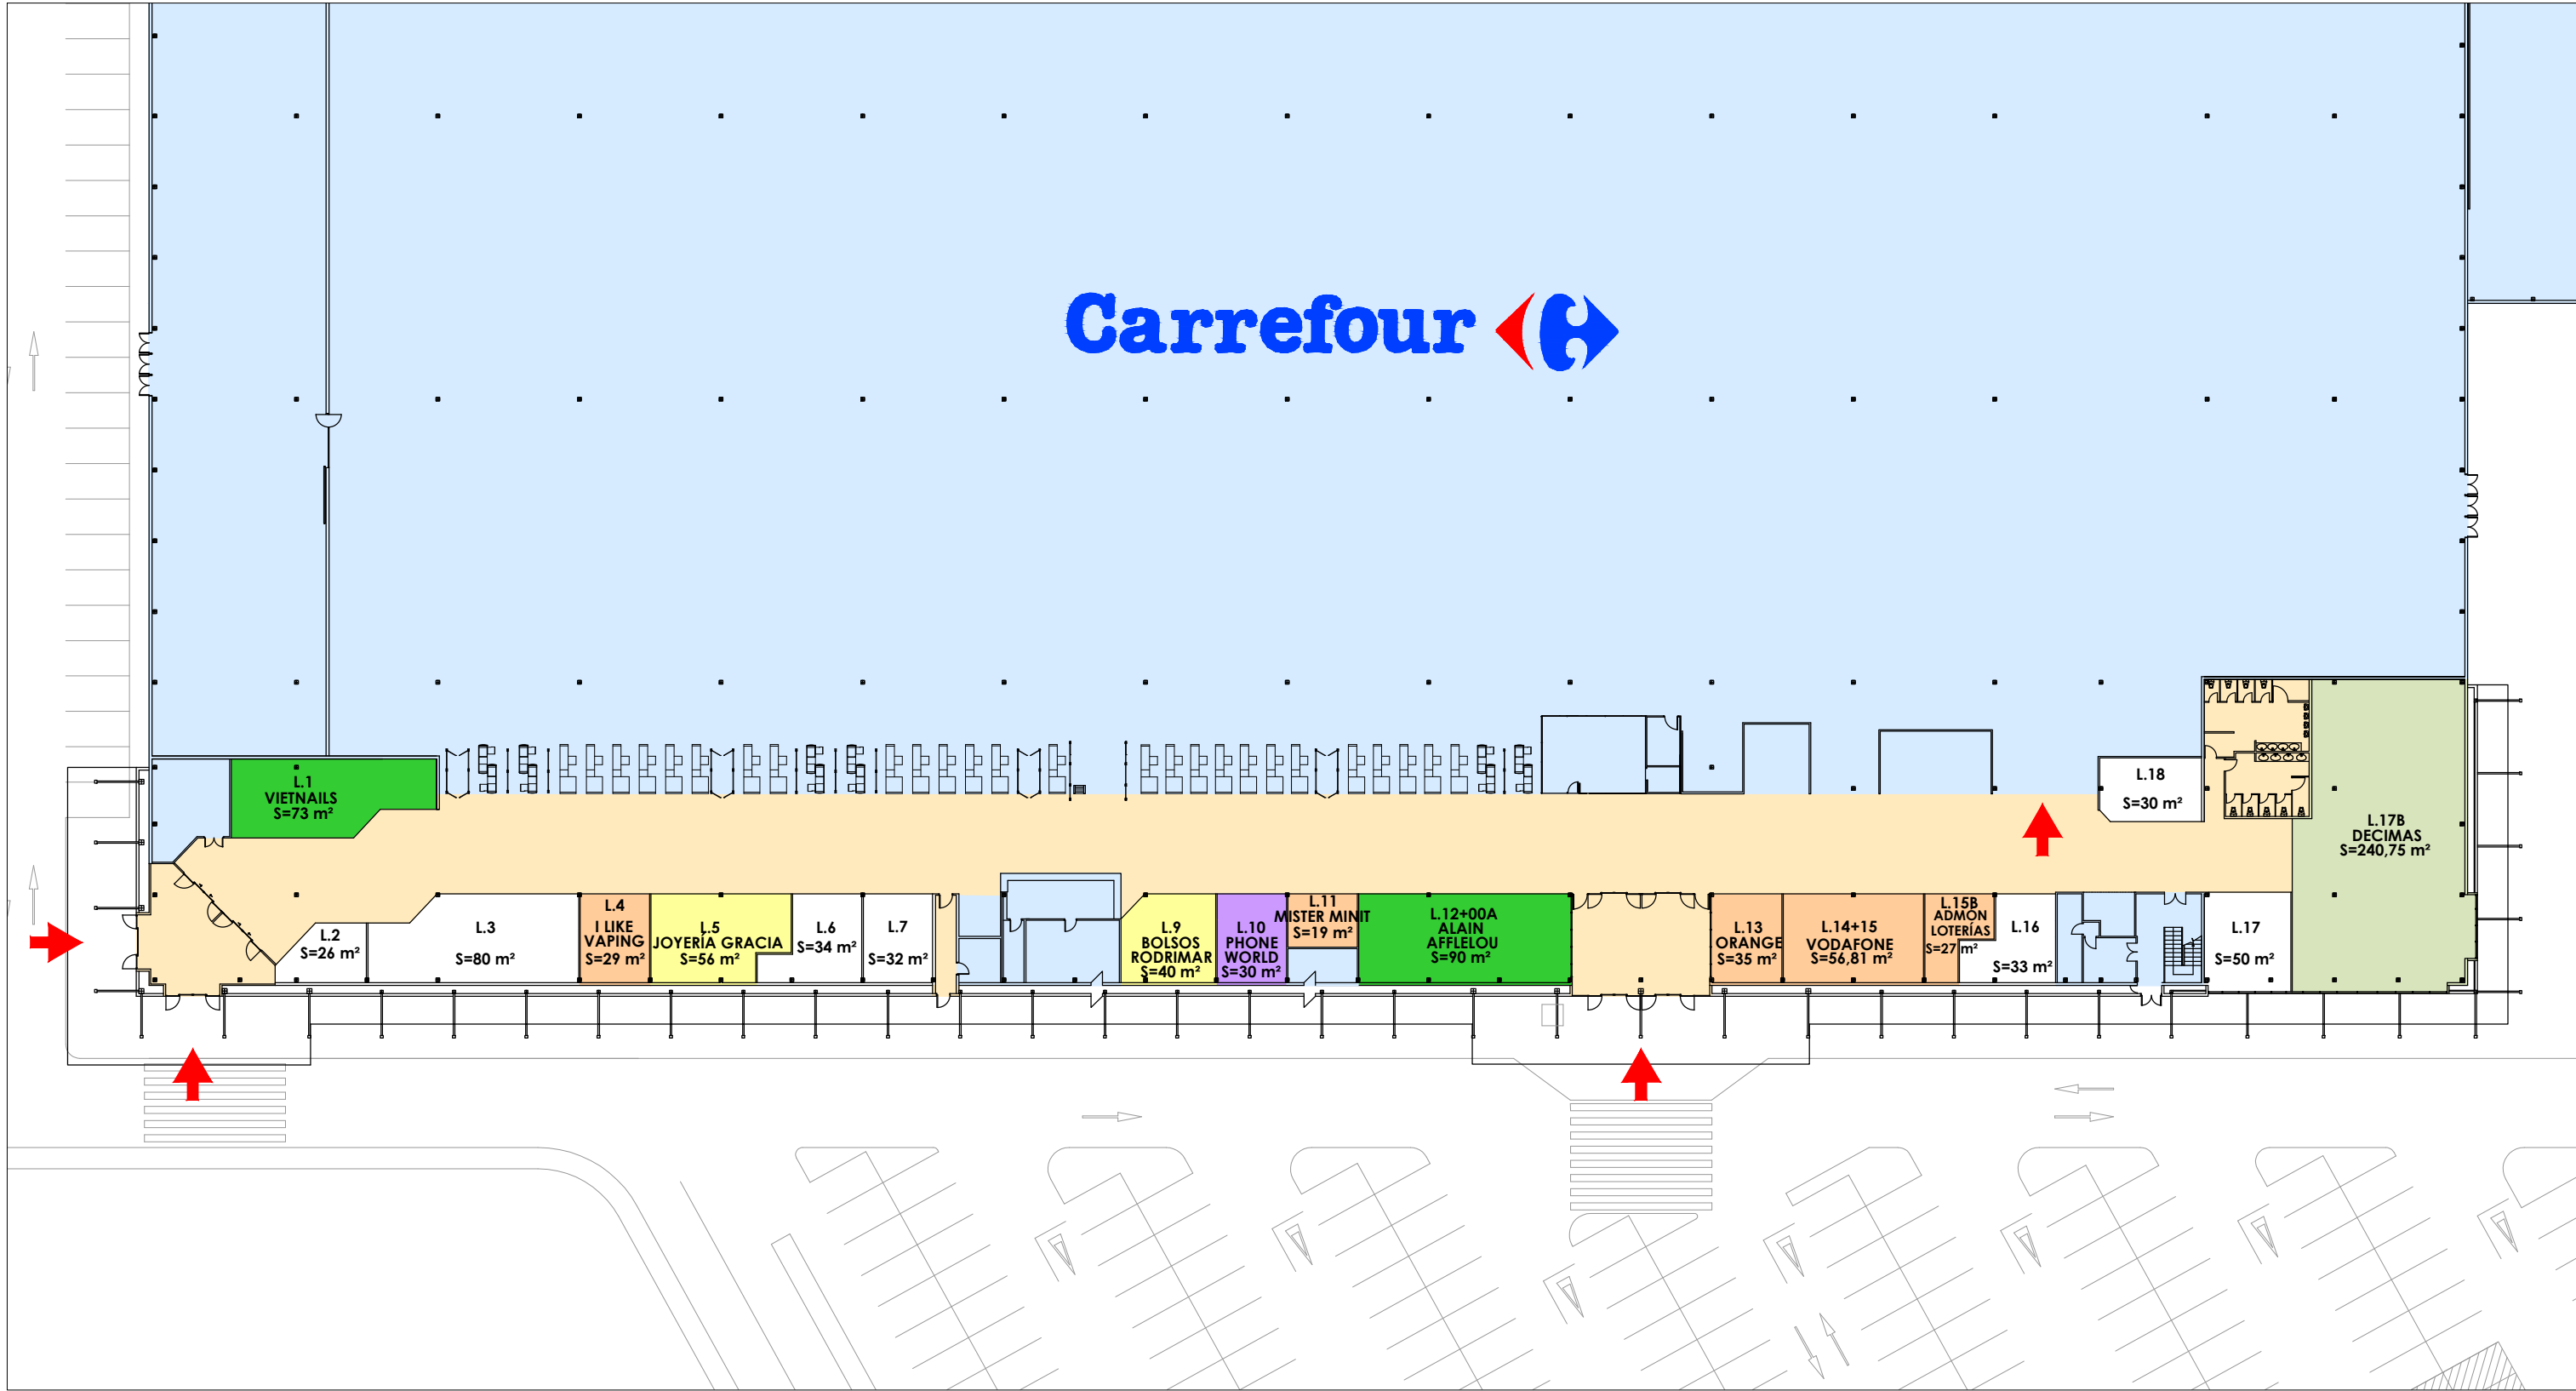 Carrefour
L.1
VIETNAILS
S=73 m²
L.18
S=30 m²
L.17B
DECIMAS
S=240,75 m²
L.2
S=26 m²
L.3
S=80 m²
L.4
I LIKE
VAPING
S=29 m²
L.5
JOYERÍA GRACIA
S=56 m²
L.6
S=34 m²
L.7
S=32 m²
L.9
BOLSOS
RODRIMAR
S=40 m²
L.10
PHONE
WORLD
S=30 m²
L.11
MISTER MINIT
S=19 m²
L.12+00A
ALAIN
AFFLELOU
S=90 m²
L.13
ORANGE
S=35 m²
L.14+15
VODAFONE
S=56,81 m²
L.15B
ADMÓN
LOTERÍAS
S=27 m²
L.16
S=33 m²
L.17
S=50 m²